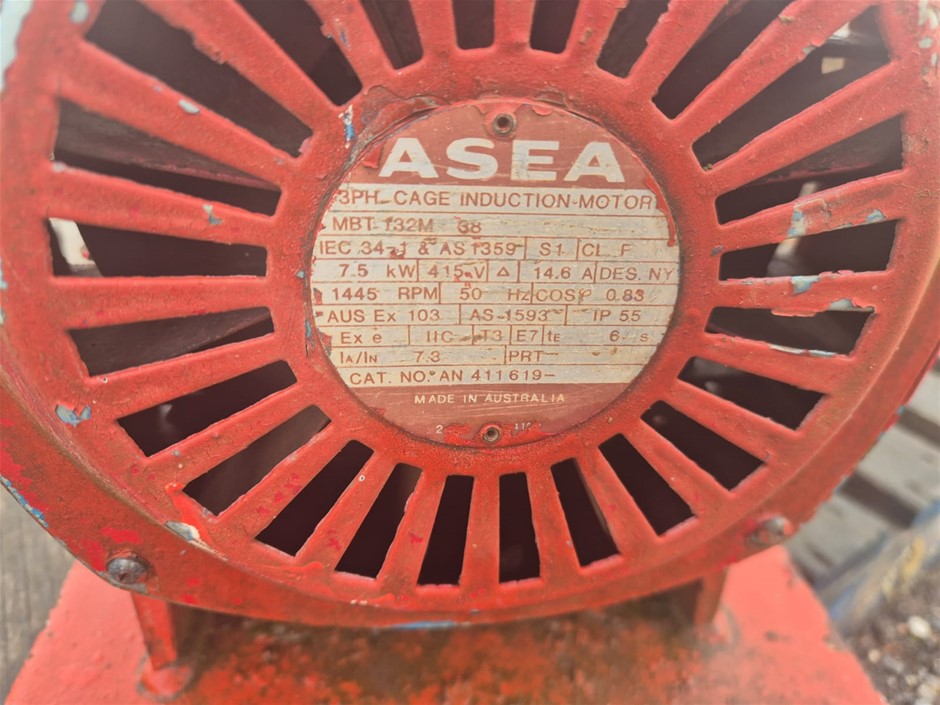 ASEA
3PH. CAGE INDUCTION-MOTOR
MBT 132M 38
IEC 34-1 & AS 1359 S1 CL F
7.5 kW 415 V Δ 14.6 A DES. NY
1445 RPM 50 Hz COSφ 0.83
AUS Ex 103 AS-1593 IP 55
Ex e IIC T3 E7 tE 6 s
IA/IN 7.3 PRT-
CAT. NO. AN 411619-
MADE IN AUSTRALIA